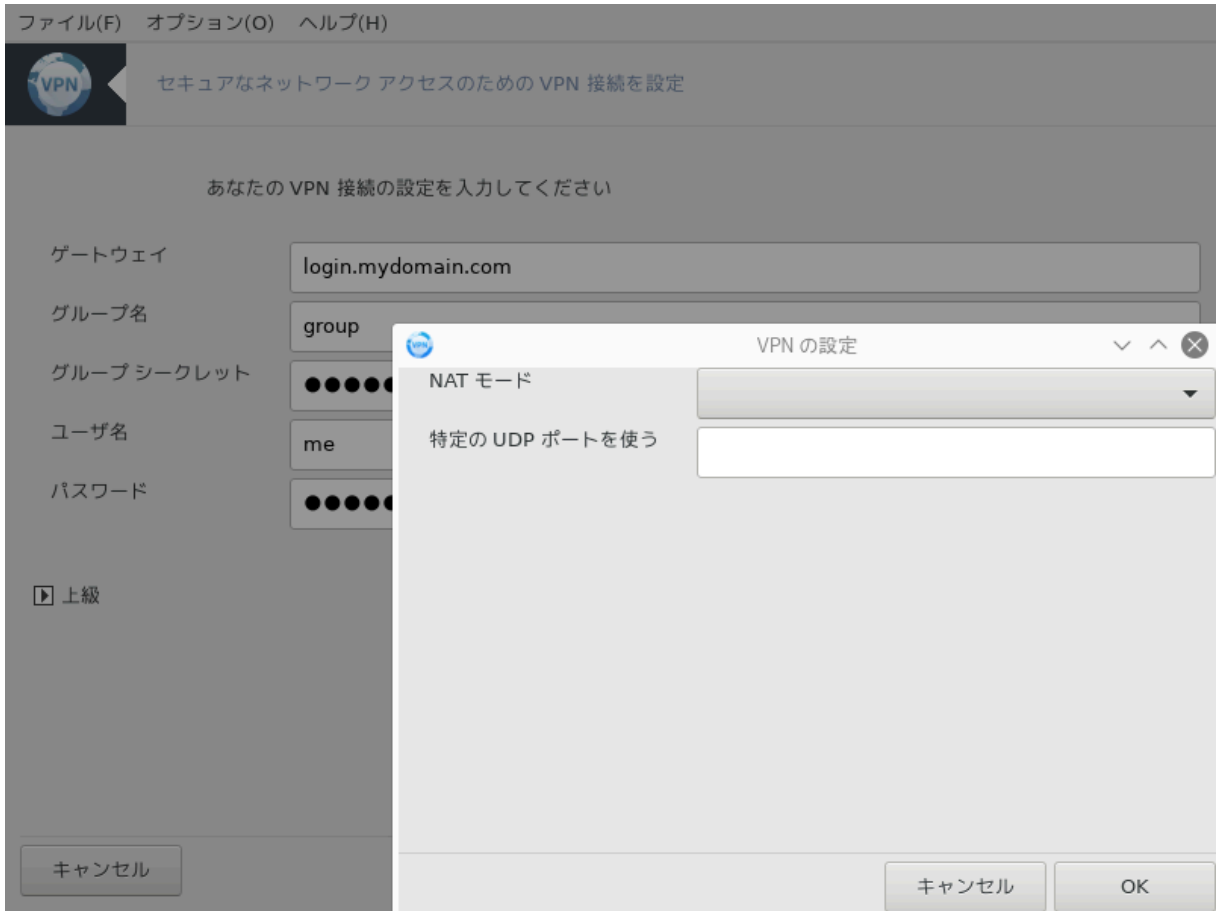 ファイル(F) オプション(O) ヘルプ(H)
VPN
セキュアなネットワーク アクセスのための VPN 接続を設定
あなたの VPN 接続の設定を入力してください
ゲートウェイ
login.mydomain.com
グループ名
group
グループ シークレット
ユーザ名
me
パスワード
上級
キャンセル
VPN
VPN の設定
NAT モード
特定の UDP ポートを使う
キャンセル
OK